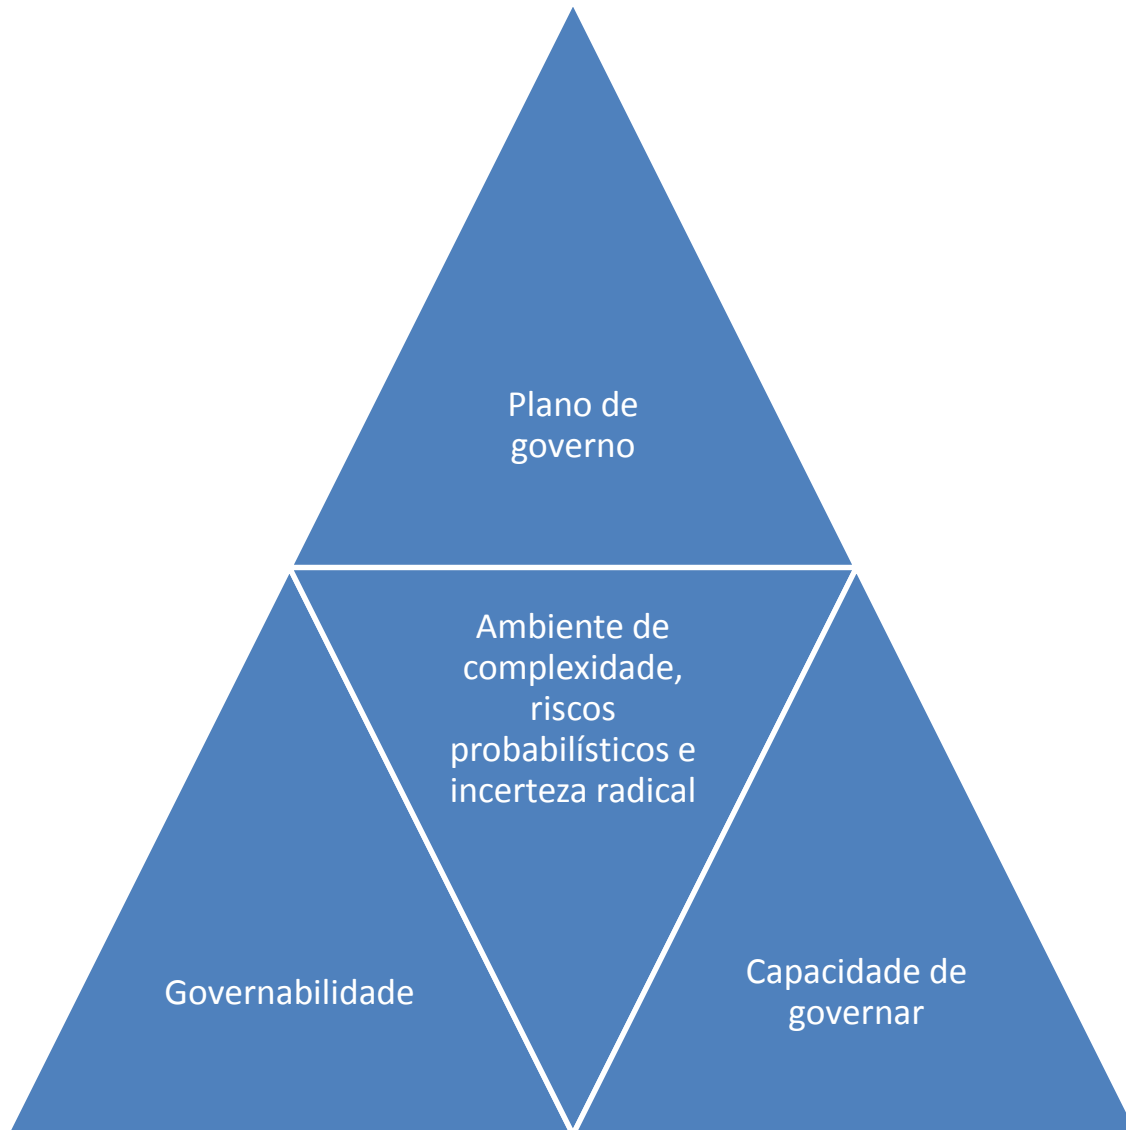 Plano de
governo
Ambiente de
complexidade,
riscos
probabilísticos e
incerteza radical
Governabilidade
Capacidade de
governar